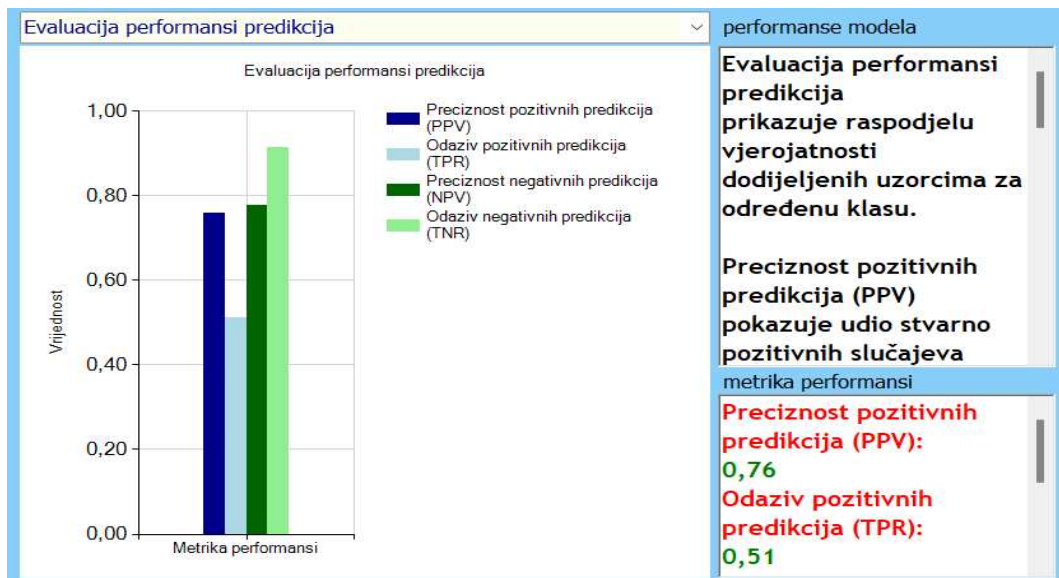 Evaluacija performansi predikcija
Evaluacija performansi predikcija
1,00
0,80
0,60
0,40
0,20
0,00
Vrijednost
Metrika performansi
Preciznost pozitivnih predikcija
(PPV)
Odaziv pozitivnih predikcija
(TPR)
Preciznost negativnih predikcija
(NPV)
Odaziv negativnih predikcija
(TNR)
performanse modela
Evaluacija performansi
predikcija
prikazuje raspodjelu
vjerojatnosti
dodijeljenih uzorcima za
određenu klasu.
Preciznost pozitivnih
predikcija (PPV)
pokazuje udio stvarno
pozitivnih slučajeva
metrika performansi
Preciznost pozitivnih
predikcija (PPV):
0,76
Odaziv pozitivnih
predikcija (TPR):
0,51